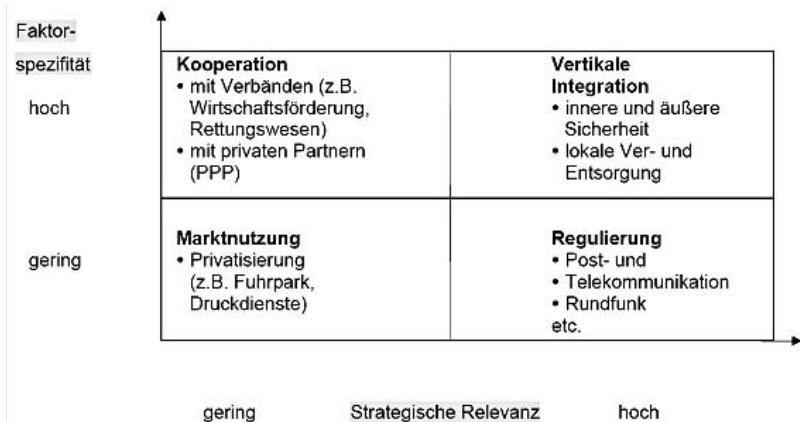 Faktor-
spezifität
hoch
Kooperation
• mit Verbänden (z.B.
Wirtschaftsförderung,
Rettungswesen)
• mit privaten Partnern
(PPP)
Vertikale
Integration
• innere und äußere
Sicherheit
• lokale Ver- und
Entsorgung
gering
Marktnutzung
• Privatisierung
(z.B. Fuhrpark,
Druckdienste)
Regulierung
• Post- und
• Telekommunikation
• Rundfunk
etc.
gering Strategische Relevanz hoch